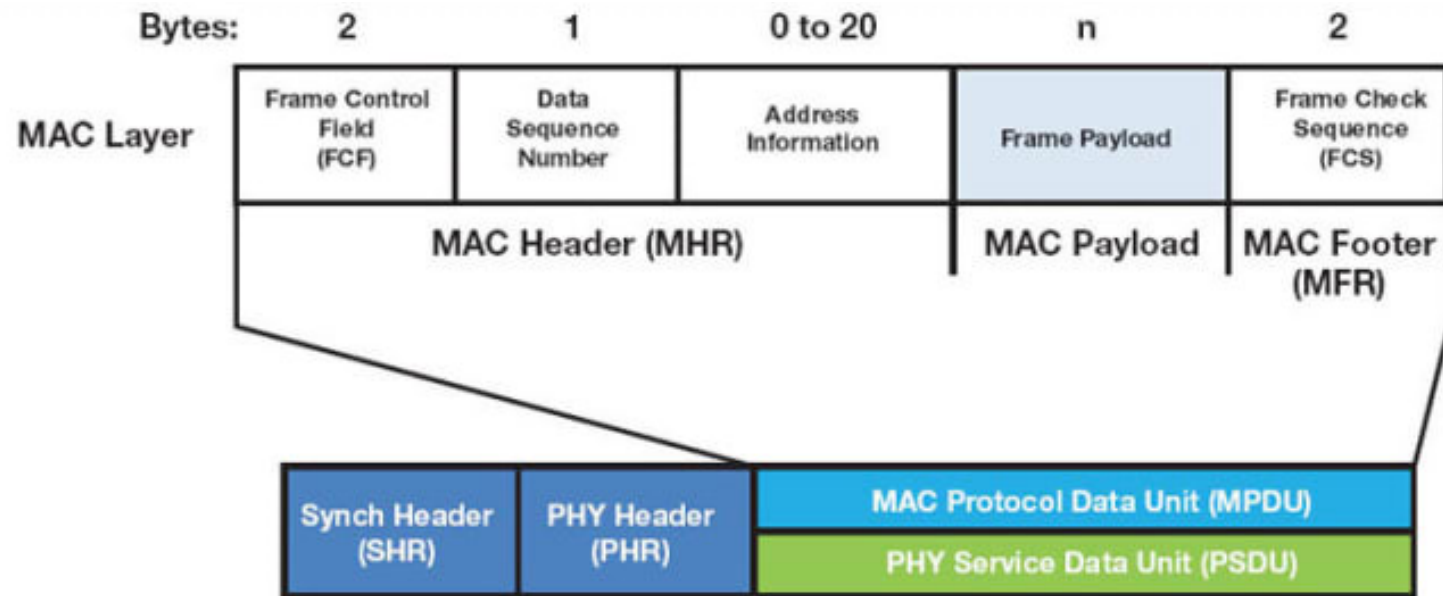 Bytes: 2 1 0 to 20 n 2
MAC Layer
Frame Control
Field
(FCF)
Data
Sequence
Number
Address
Information
Frame Payload
Frame Check
Sequence
(FCS)
MAC Header (MHR)
MAC Payload
MAC Footer
(MFR)
Synch Header
(SHR)
PHY Header
(PHR)
MAC Protocol Data Unit (MPDU)
PHY Service Data Unit (PSDU)